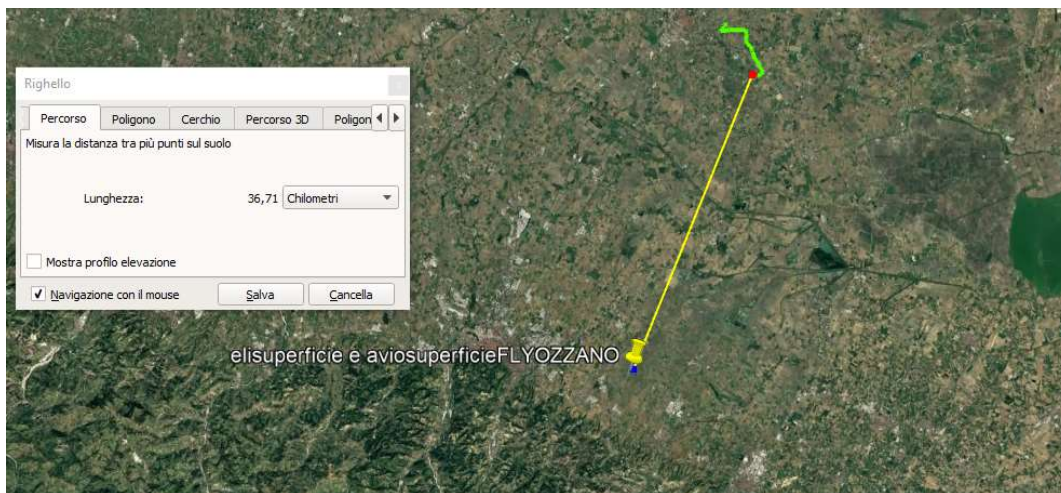 Righello
Percorso Poligono Cerchio Percorso 3D Poligon
Misura la distanza tra più punti sul suolo
Lunghezza: 36,71 Chilometri
Mostra profilo elevazione
Navigazione con il mouse Salva Cancella
elisuperficie e aviosuperficieFLYOZZANO